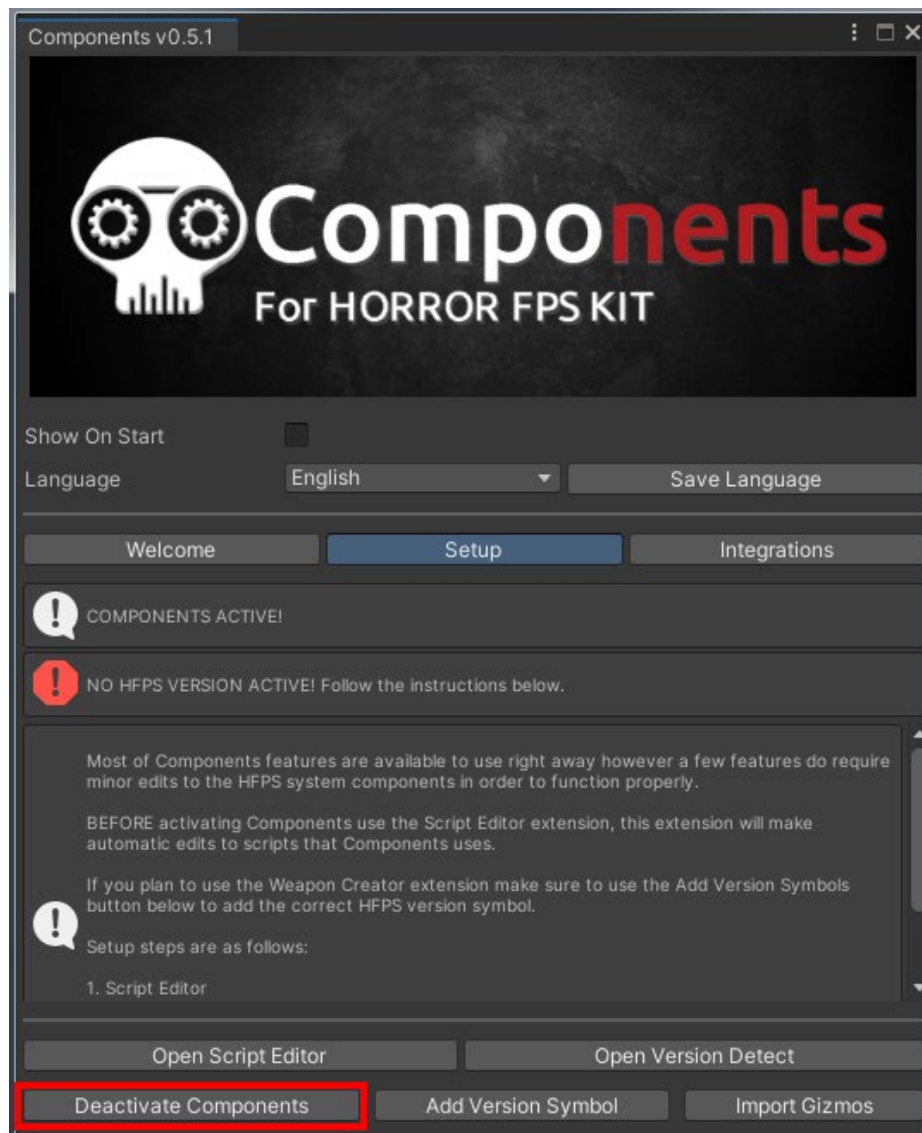 Components v0.5.1
Components
For HORROR FPS KIT
Show On Start
Language English Save Language
Welcome Setup Integrations
COMPONENTS ACTIVE!
NO HFPS VERSION ACTIVE! Follow the instructions below.
Most of Components features are available to use right away however a few features do require
minor edits to the HFPS system components in order to function properly.
BEFORE activating Components use the Script Editor extension, this extension will make
automatic edits to scripts that Components uses.
If you plan to use the Weapon Creator extension make sure to use the Add Version Symbols
button below to add the correct HFPS version symbol.
Setup steps are as follows:
1. Script Editor
Open Script Editor Open Version Detect
Deactivate Components Add Version Symbol Import Gizmos